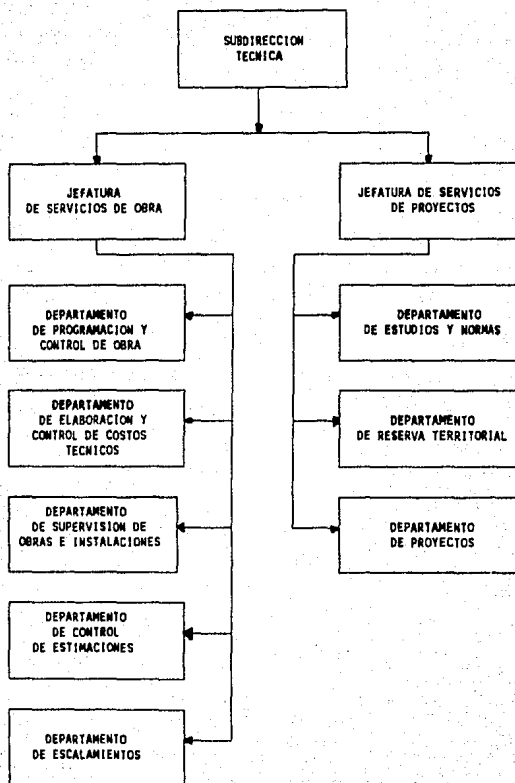 SUBDIRECCION
TECNICA
JEFATURA
DE SERVICIOS DE OBRA
JEFATURA DE SERVICIOS
DE PROYECTOS
DEPARTAMENTO
DE PROGRAMACION Y
CONTROL DE OBRA
DEPARTAMENTO
DE ESTUDIOS Y NORMAS
DEPARTAMENTO
DE ELABORACION Y
CONTROL DE COSTOS
TECNICOS
DEPARTAMENTO
DE RESERVA TERRITORIAL
DEPARTAMENTO
DE SUPERVISION DE
OBRAS E INSTALACIONES
DEPARTAMENTO
DE PROYECTOS
DEPARTAMENTO
DE CONTROL
DE ESTIMACIONES
DEPARTAMENTO
DE ESCALAMIENTOS